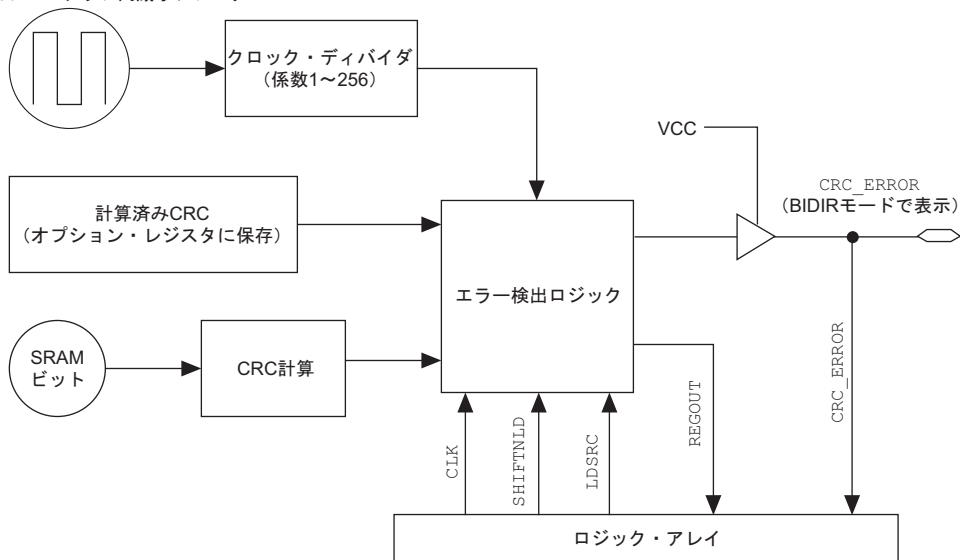 クロック・ディバイダ
(係数1~256)
VCC
CRC_ERROR
(BIDIRモードで表示)
計算済みCRC
(オプション・レジスタに保存)
エラー検出ロジック
SRAM
ビット
CRC計算
CLK
SHIFTNLD
LDSRC
REGOUT
CRC_ERROR
ロジック・アレイ